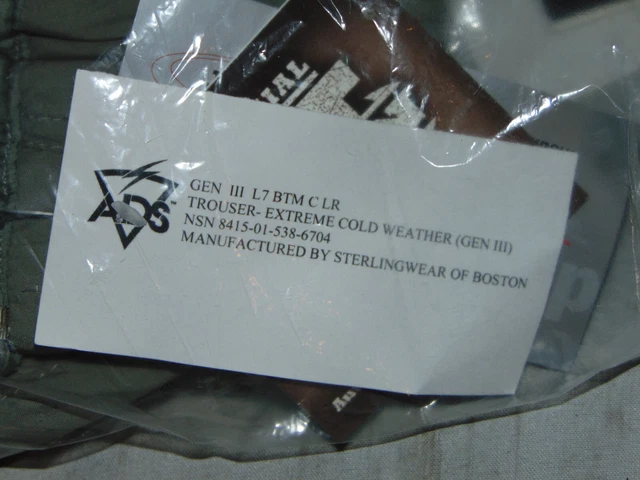 ADS
GEN III L7 BTM C LR
TROUSER- EXTREME COLD WEATHER (GEN III)
NSN 8415-01-538-6704
MANUFACTURED BY STERLINGWEAR OF BOSTON